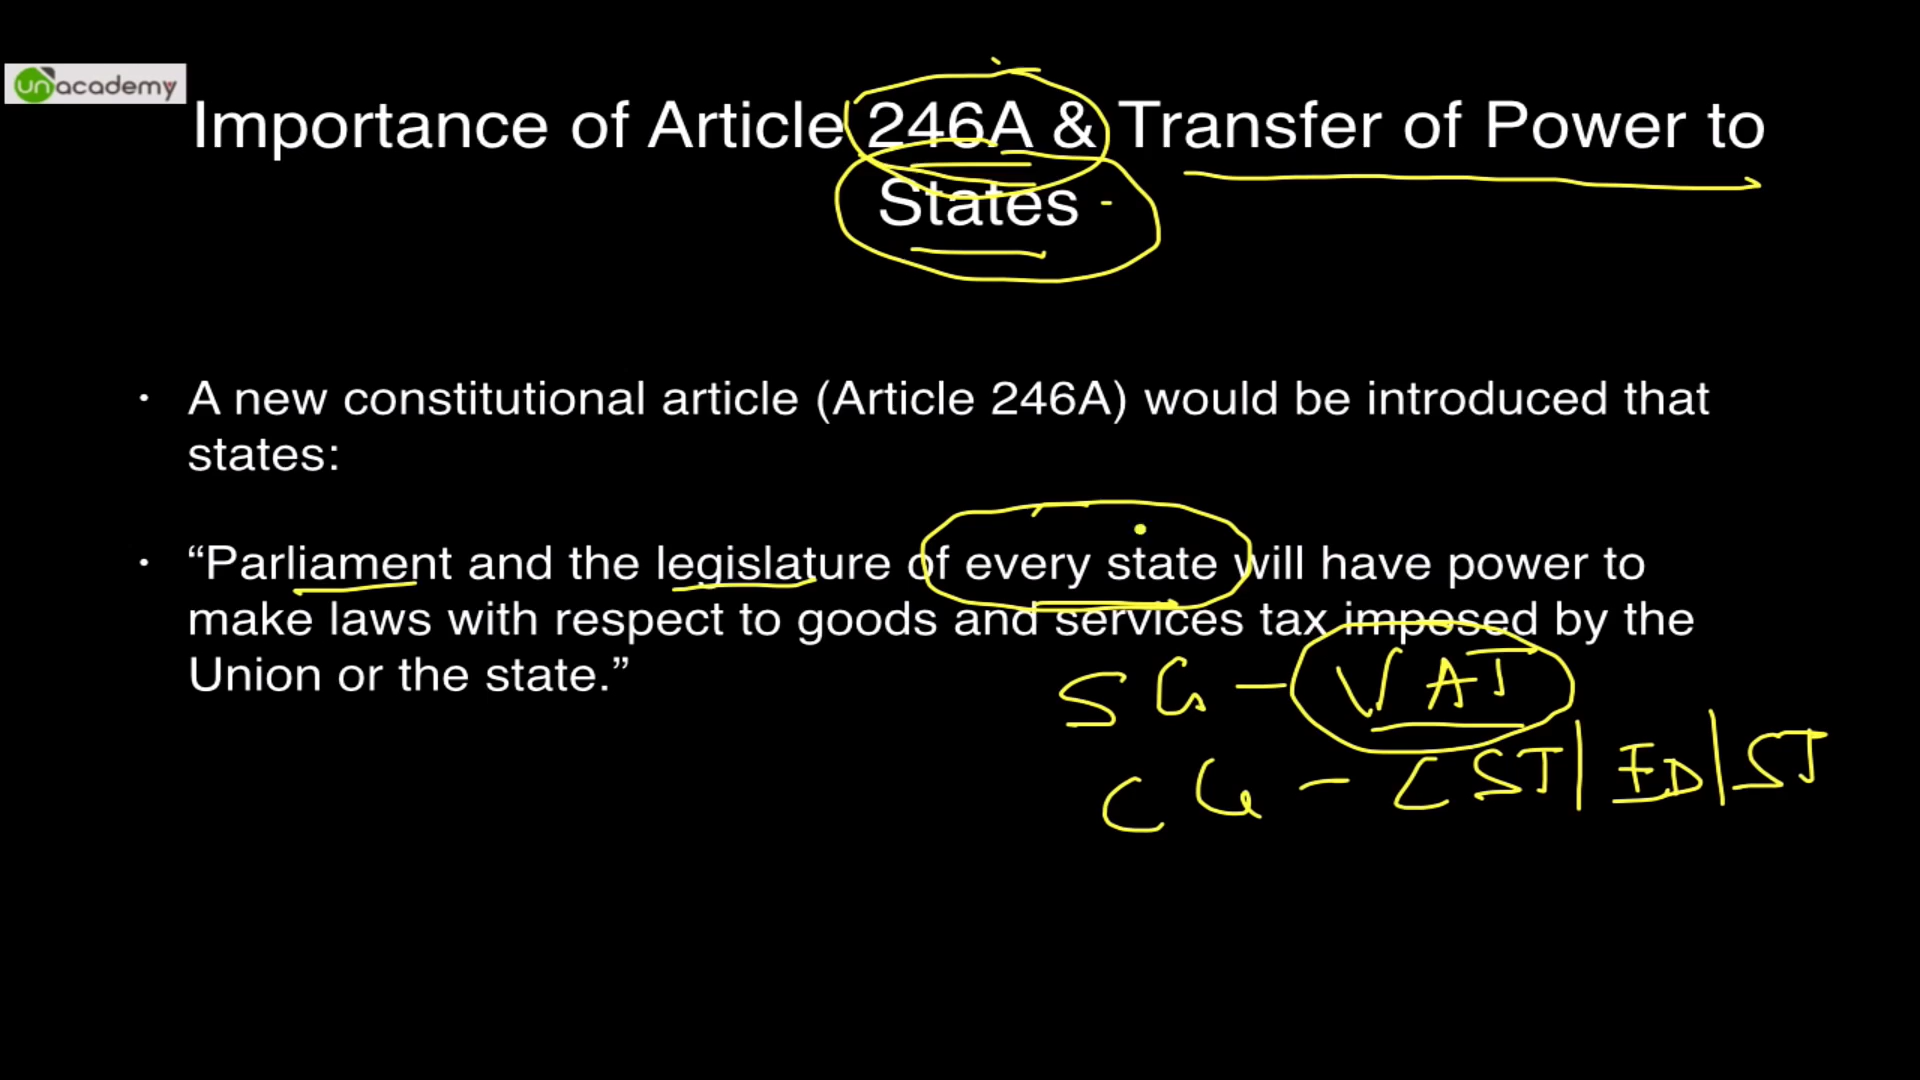 unacademy
Importance of Article 246A & Transfer of Power to
States
• A new constitutional article (Article 246A) would be introduced that
states:
• “Parliament and the legislature of every state will have power to
make laws with respect to goods and services tax imposed by the
Union or the state.”
SG – VAT
CG – CST | ED | ST